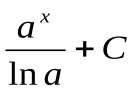 a^x / ln a + C